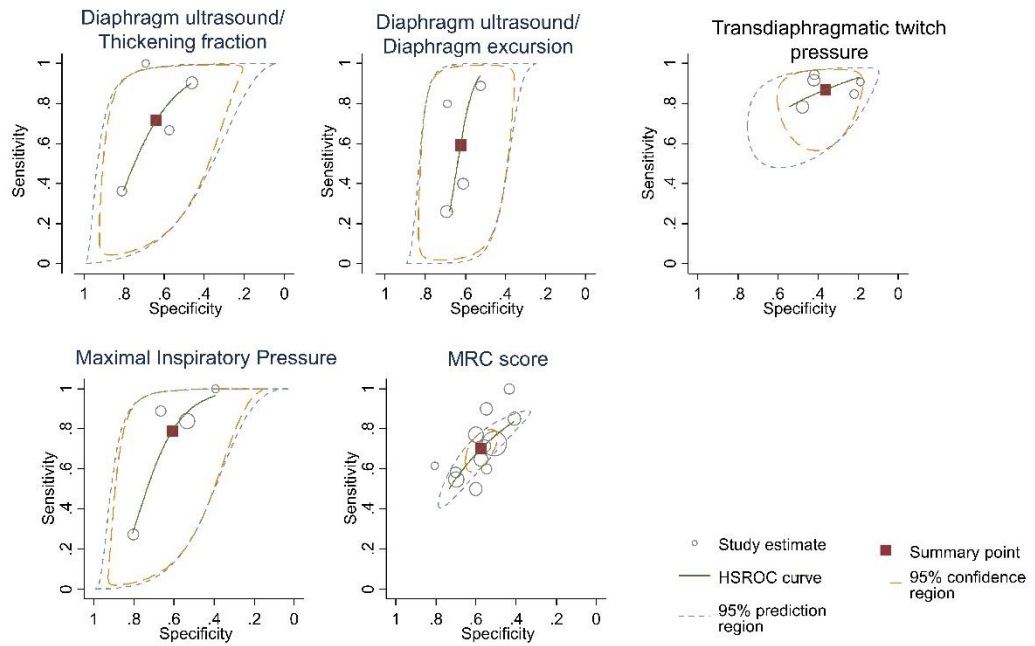 Diaphragm ultrasound/
Thickening fraction
Sensitivity
1
.8
.6
.4
.2
0
1 .8 .6 .4 .2 0
Specificity
Diaphragm ultrasound/
Diaphragm excursion
Sensitivity
1
.8
.6
.4
.2
0
1 .8 .6 .4 .2 0
Specificity
Transdiaphragmatic twitch
pressure
Sensitivity
1
.8
.6
.4
.2
0
1 .8 .6 .4 .2 0
Specificity
Maximal Inspiratory Pressure
Sensitivity
1
.8
.6
.4
.2
0
1 .8 .6 .4 .2 0
Specificity
MRC score
Sensitivity
1
.8
.6
.4
.2
0
1 .8 .6 .4 .2 0
Specificity
Study estimate
HSROC curve
95% prediction
region
Summary point
95% confidence
region